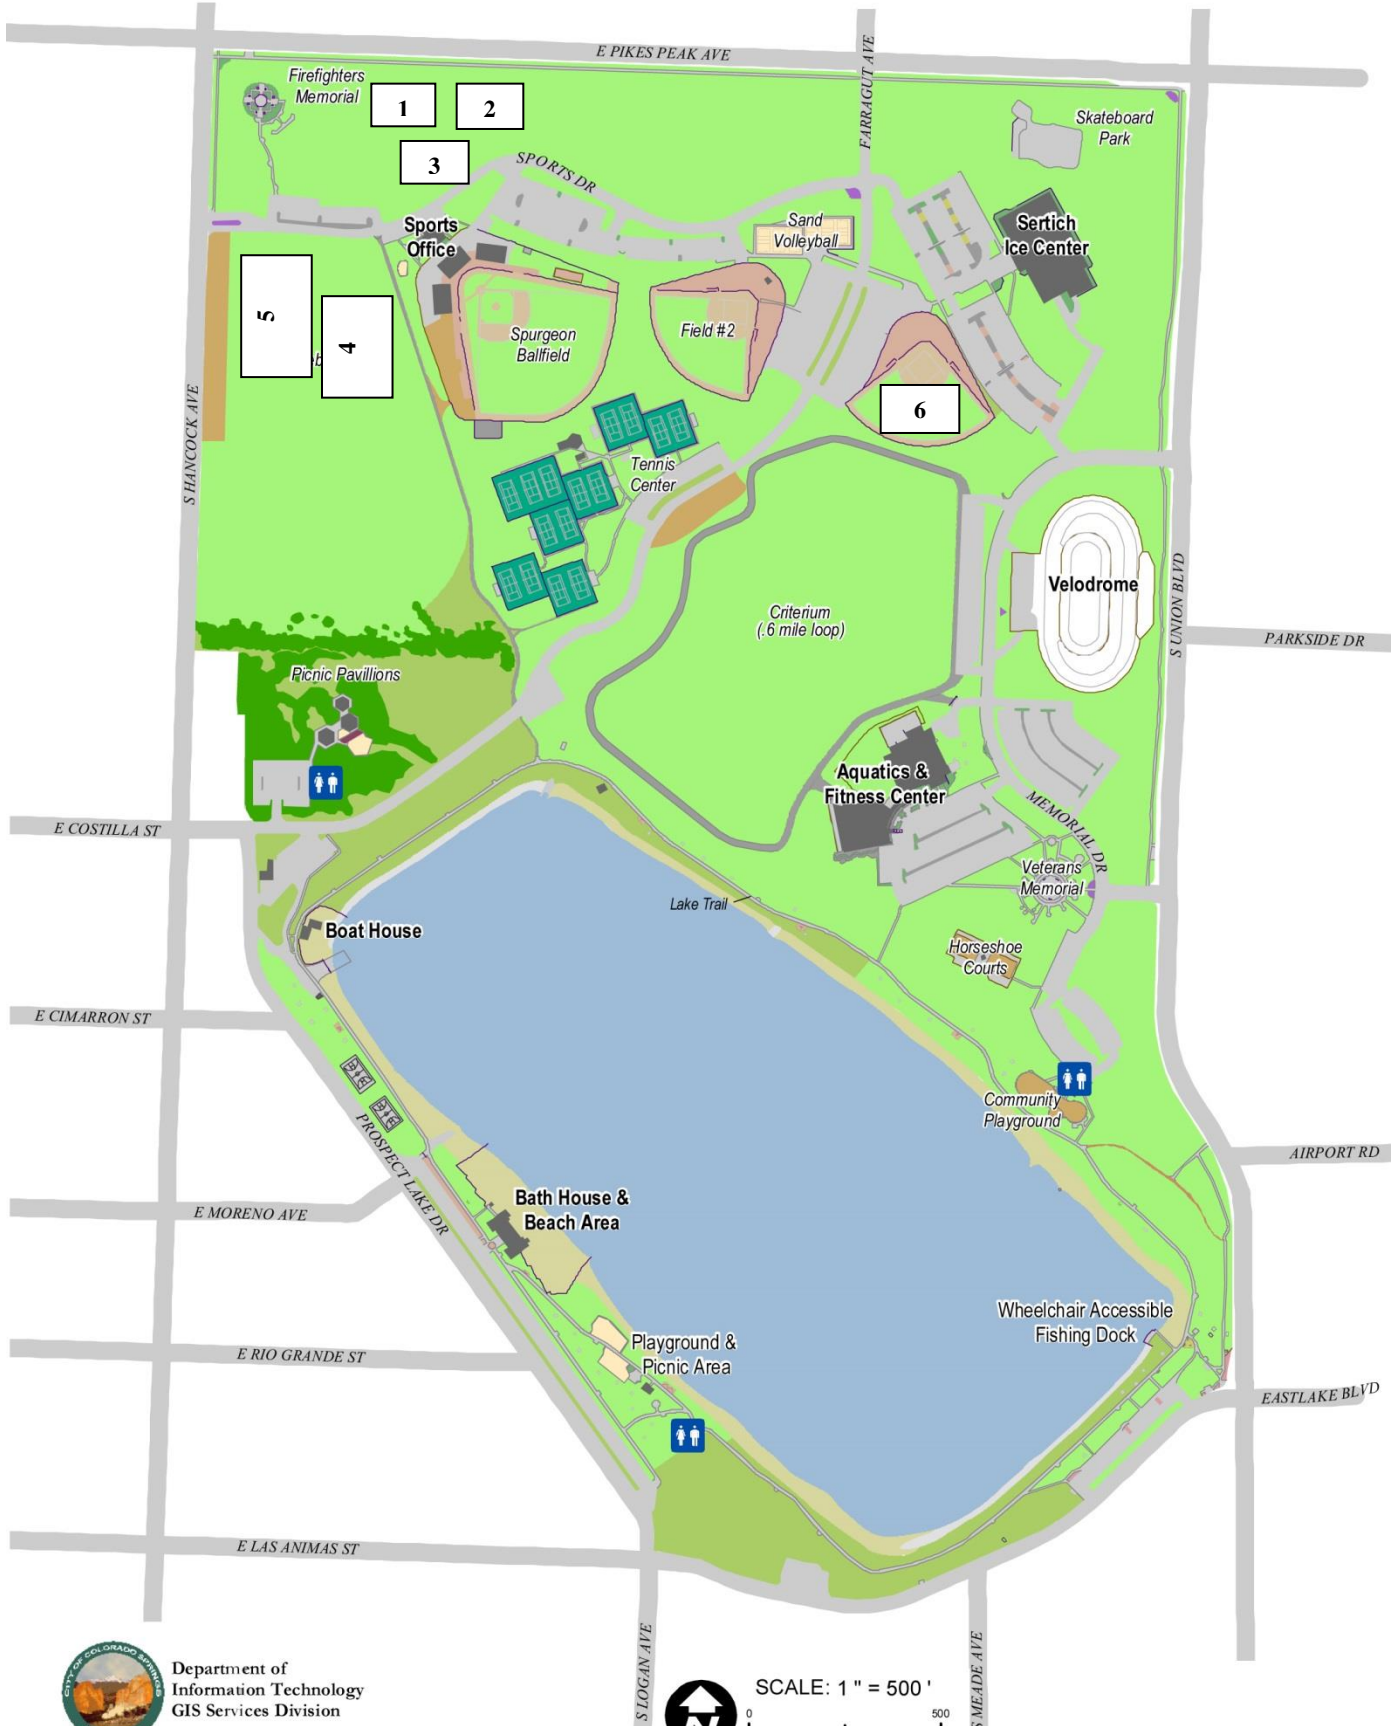 E PIKES PEAK AVE
FARRAGUT AVE
Firefighters
Memorial
1
2
3
Skateboard
Park
SPORTS DR
Sports
Office
Sand
Volleyball
Sertich
Ice Center
5
4
Spurgeon
Ballfield
Field #2
6
S HANCOCK AVE
Tennis
Center
Velodrome
S UNION BLVD
Criterium
(.6 mile loop)
PARKSIDE DR
Picnic Pavillions
Aquatics &
Fitness Center
MEMORIAL DR
E COSTILLA ST
Veterans
Memorial
Lake Trail
Boat House
Horseshoe
Courts
E CIMARRON ST
Community
Playground
PROSPECT LAKE DR
AIRPORT RD
E MORENO AVE
Bath House &
Beach Area
Wheelchair Accessible
Fishing Dock
Playground &
Picnic Area
E RIO GRANDE ST
EASTLAKE BLVD
E LAS ANIMAS ST
S LOGAN AVE
S MEADE AVE
CITY OF COLORADO SPRINGS
Department of
Information Technology
GIS Services Division
N
SCALE: 1 " = 500 '
0
500